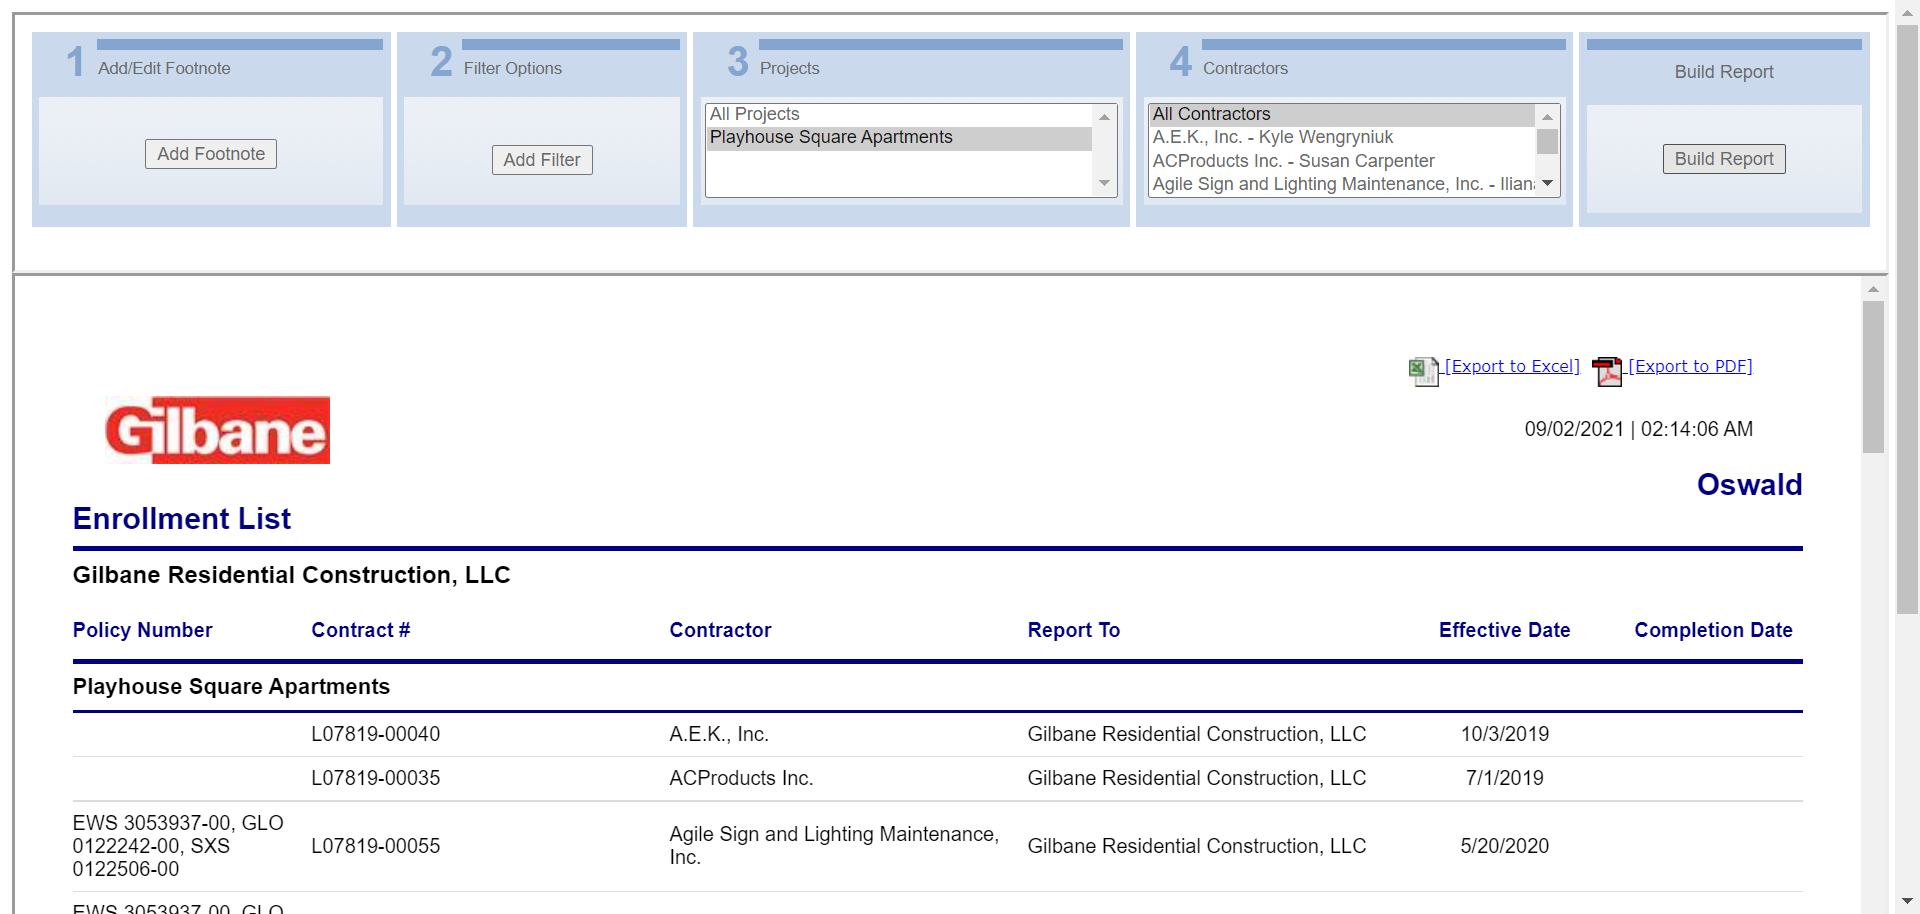 1 Add/Edit Footnote
Add Footnote
2 Filter Options
Add Filter
3 Projects
All Projects
Playhouse Square Apartments
4 Contractors
All Contractors
A.E.K., Inc. - Kyle Wengryniuk
ACProducts Inc. - Susan Carpenter
Agile Sign and Lighting Maintenance, Inc. - Iliana
Build Report
Build Report
[Export to Excel] [Export to PDF]
Gilbane
09/02/2021 | 02:14:06 AM
Oswald
Enrollment List
Gilbane Residential Construction, LLC
Policy Number Contract # Contractor Report To Effective Date Completion Date
Playhouse Square Apartments
L07819-00040 A.E.K., Inc. Gilbane Residential Construction, LLC 10/3/2019
L07819-00035 ACProducts Inc. Gilbane Residential Construction, LLC 7/1/2019
EWS 3053937-00, GLO
0122242-00, SXS
0122506-00
L07819-00055
Agile Sign and Lighting Maintenance,
Inc.
Gilbane Residential Construction, LLC 5/20/2020
EWS 3053937-00, GLO